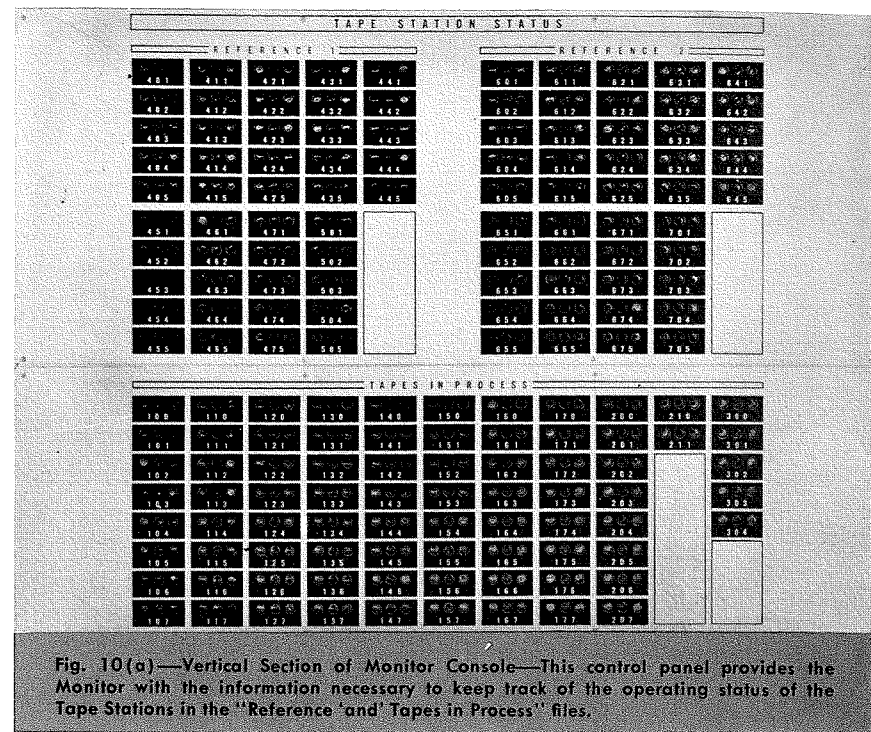 TAPE STATION STATUS
REFERENCE 1
401 411 421 431 441
402 412 422 432 442
403 413 423 433 443
404 414 424 434 444
405 415 425 435 445
451 461 471 501
452 462 472 502
453 463 473 503
454 464 474 504
455 465 475 505
REFERENCE 2
601 611 621 631 641
602 612 622 632 642
603 613 623 633 643
604 614 624 634 644
605 615 625 635 645
651 661 671 701
652 662 672 702
653 663 673 703
654 664 674 704
655 665 675 705
TAPES IN PROCESS
100 110 120 130 140 150 160 170 200 210 300
101 111 121 131 141 151 161 171 201 211 301
102 112 122 132 142 152 162 172 202 302
103 113 123 133 143 153 163 173 203 303
104 114 124 134 144 154 164 174 204 304
105 115 125 135 145 155 165 175 205
106 116 126 136 146 156 166 176 206
107 117 127 137 147 157 167 177 207
Fig. 10(a)—Vertical Section of Monitor Console—This control panel provides the
Monitor with the information necessary to keep track of the operating status of the
Tape Stations in the "Reference 'and' Tapes in Process" files.